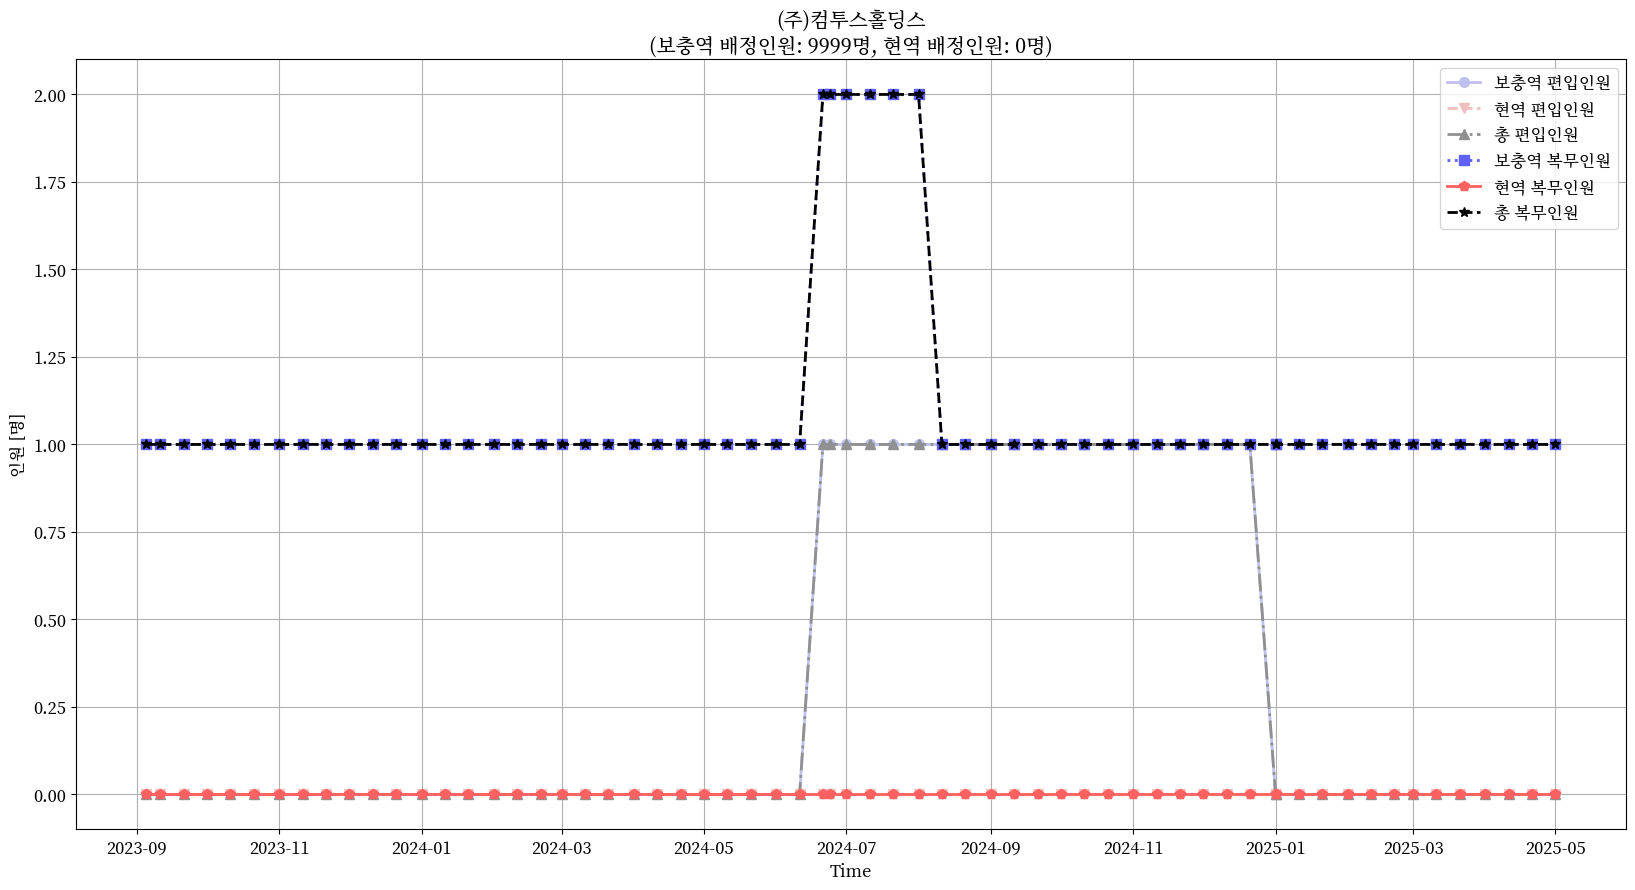 (주)컴투스홀딩스
(보충역 배정인원: 9999명, 현역 배정인원: 0명)
보충역 편입인원
현역 편입인원
총 편입인원
보충역 복무인원
현역 복무인원
총 복무인원
인원 [명]
2.00
1.75
1.50
1.25
1.00
0.75
0.50
0.25
0.00
2023-09
2023-11
2024-01
2024-03
2024-05
2024-07
2024-09
2024-11
2025-01
2025-03
2025-05
Time